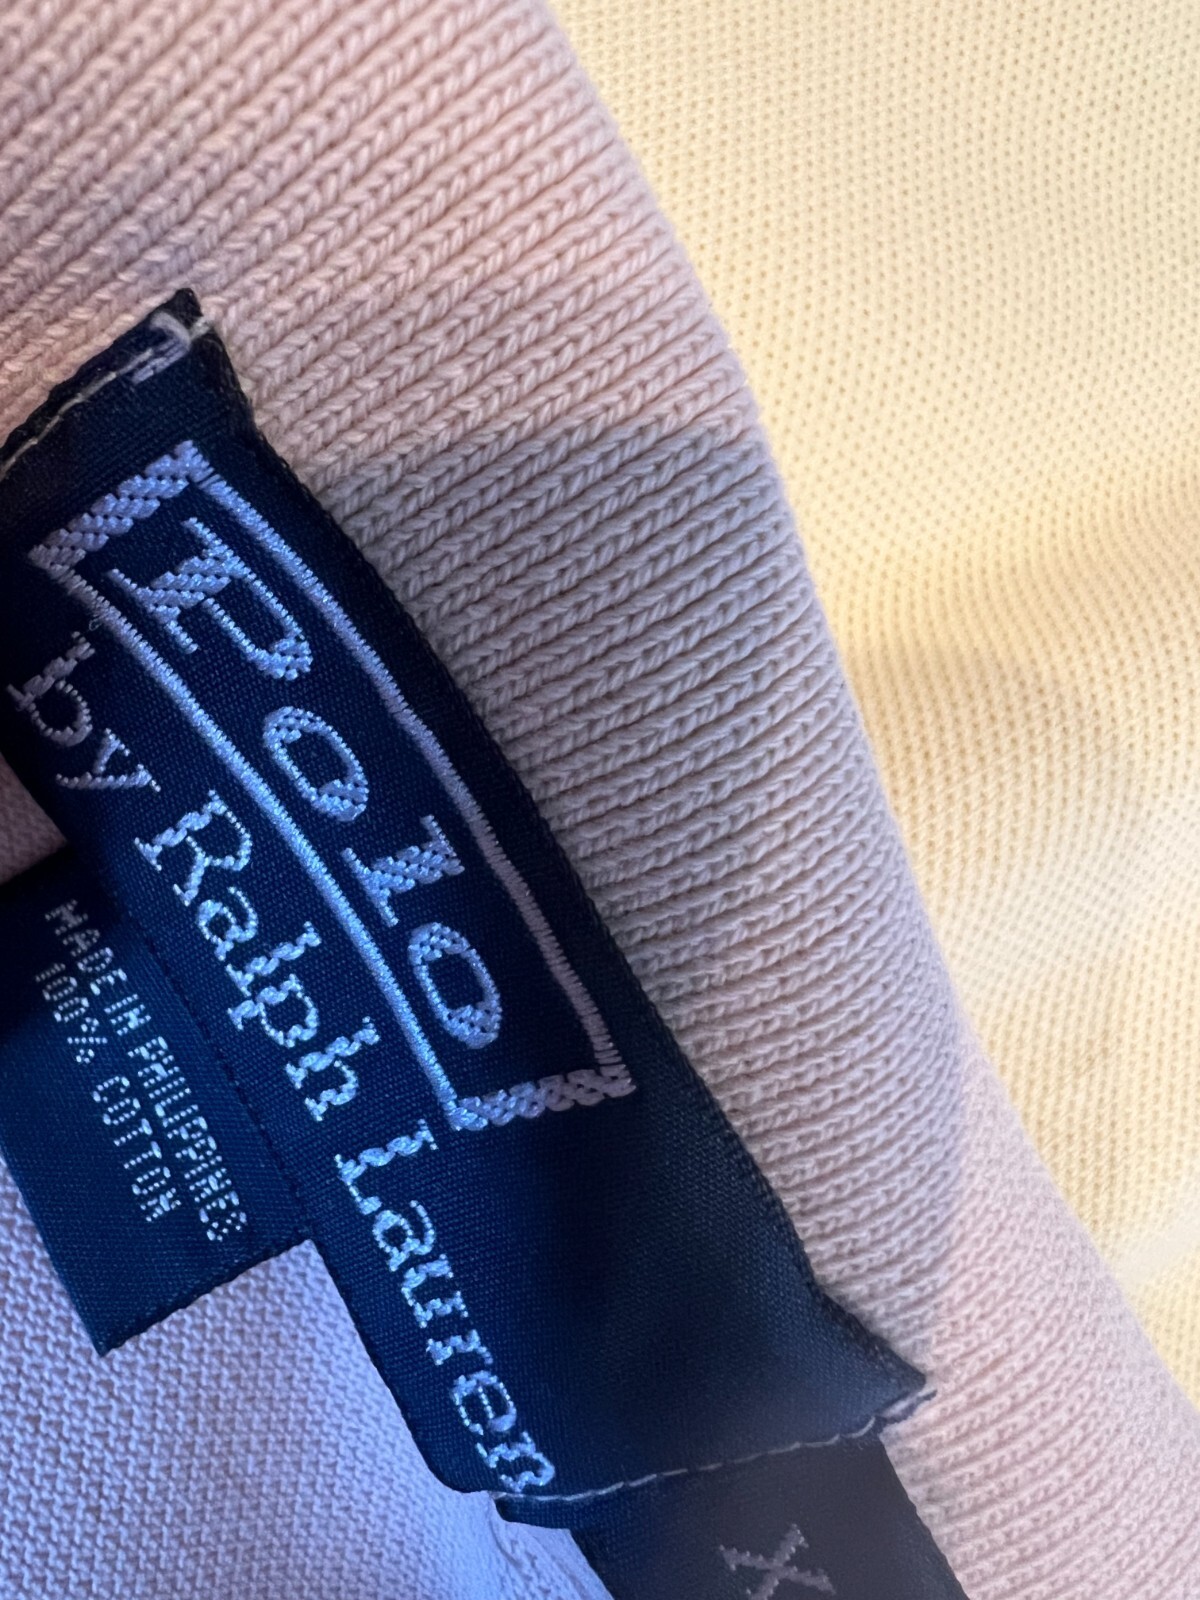 Polo
by Ralph Lauren
MADE IN PHILIPPINES
100% COTTON
X